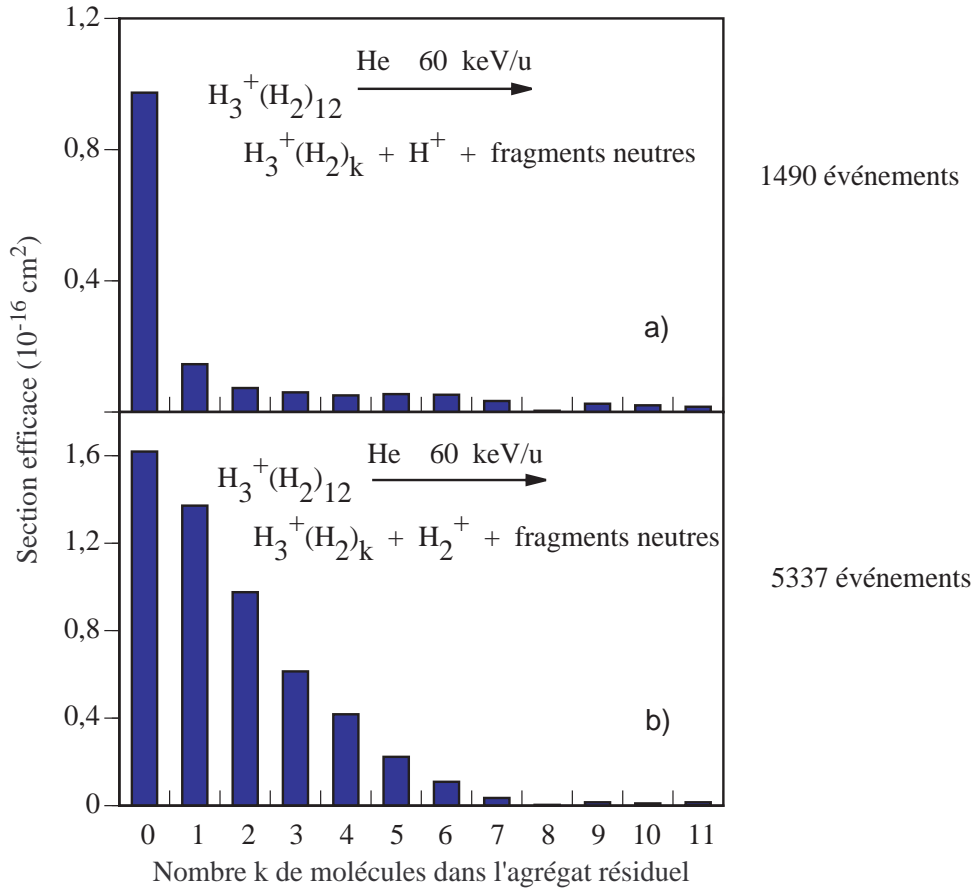 1,2
0,8
0,4
Section efficace (10-16 cm2)
He 60 keV/u
H3+(H2)12
H3+(H2)k + H+ + fragments neutres
a)
1490 événements
1,6
1,2
0,8
0,4
0
He 60 keV/u
H3+(H2)12
H3+(H2)k + H2+ + fragments neutres
b)
5337 événements
0 1 2 3 4 5 6 7 8 9 10 11
Nombre k de molécules dans l'agrégat résiduel